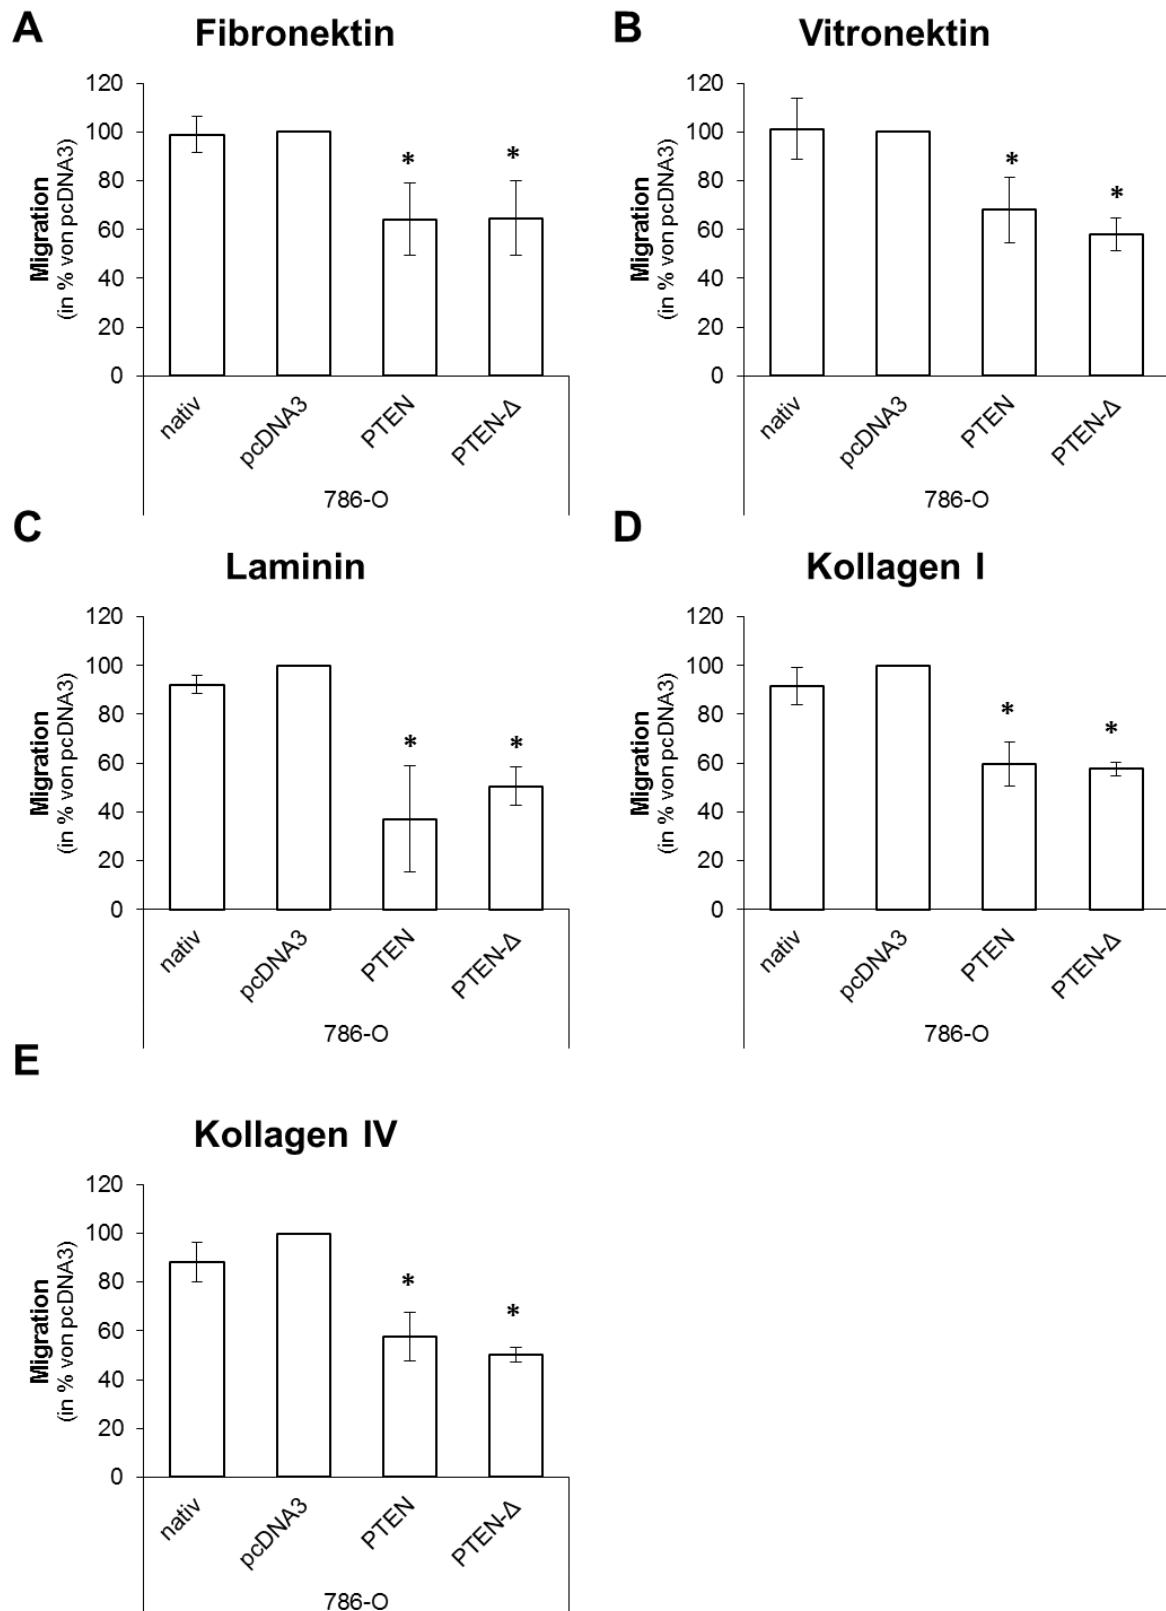 A
Fibronektin
Migration
(in % von pcDNA3)
120
100
80
60
40
20
0
*
*
nativ
pcDNA3
PTEN
PTEN-Δ
786-O
B
Vitronektin
Migration
(in % von pcDNA3)
120
100
80
60
40
20
0
*
*
nativ
pcDNA3
PTEN
PTEN-Δ
786-O
C
Laminin
Migration
(in % von pcDNA3)
120
100
80
60
40
20
0
*
*
nativ
pcDNA3
PTEN
PTEN-Δ
786-O
D
Kollagen I
Migration
(in % von pcDNA3)
120
100
80
60
40
20
0
*
*
nativ
pcDNA3
PTEN
PTEN-Δ
786-O
E
Kollagen IV
Migration
(in % von pcDNA3)
120
100
80
60
40
20
0
*
*
nativ
pcDNA3
PTEN
PTEN-Δ
786-O